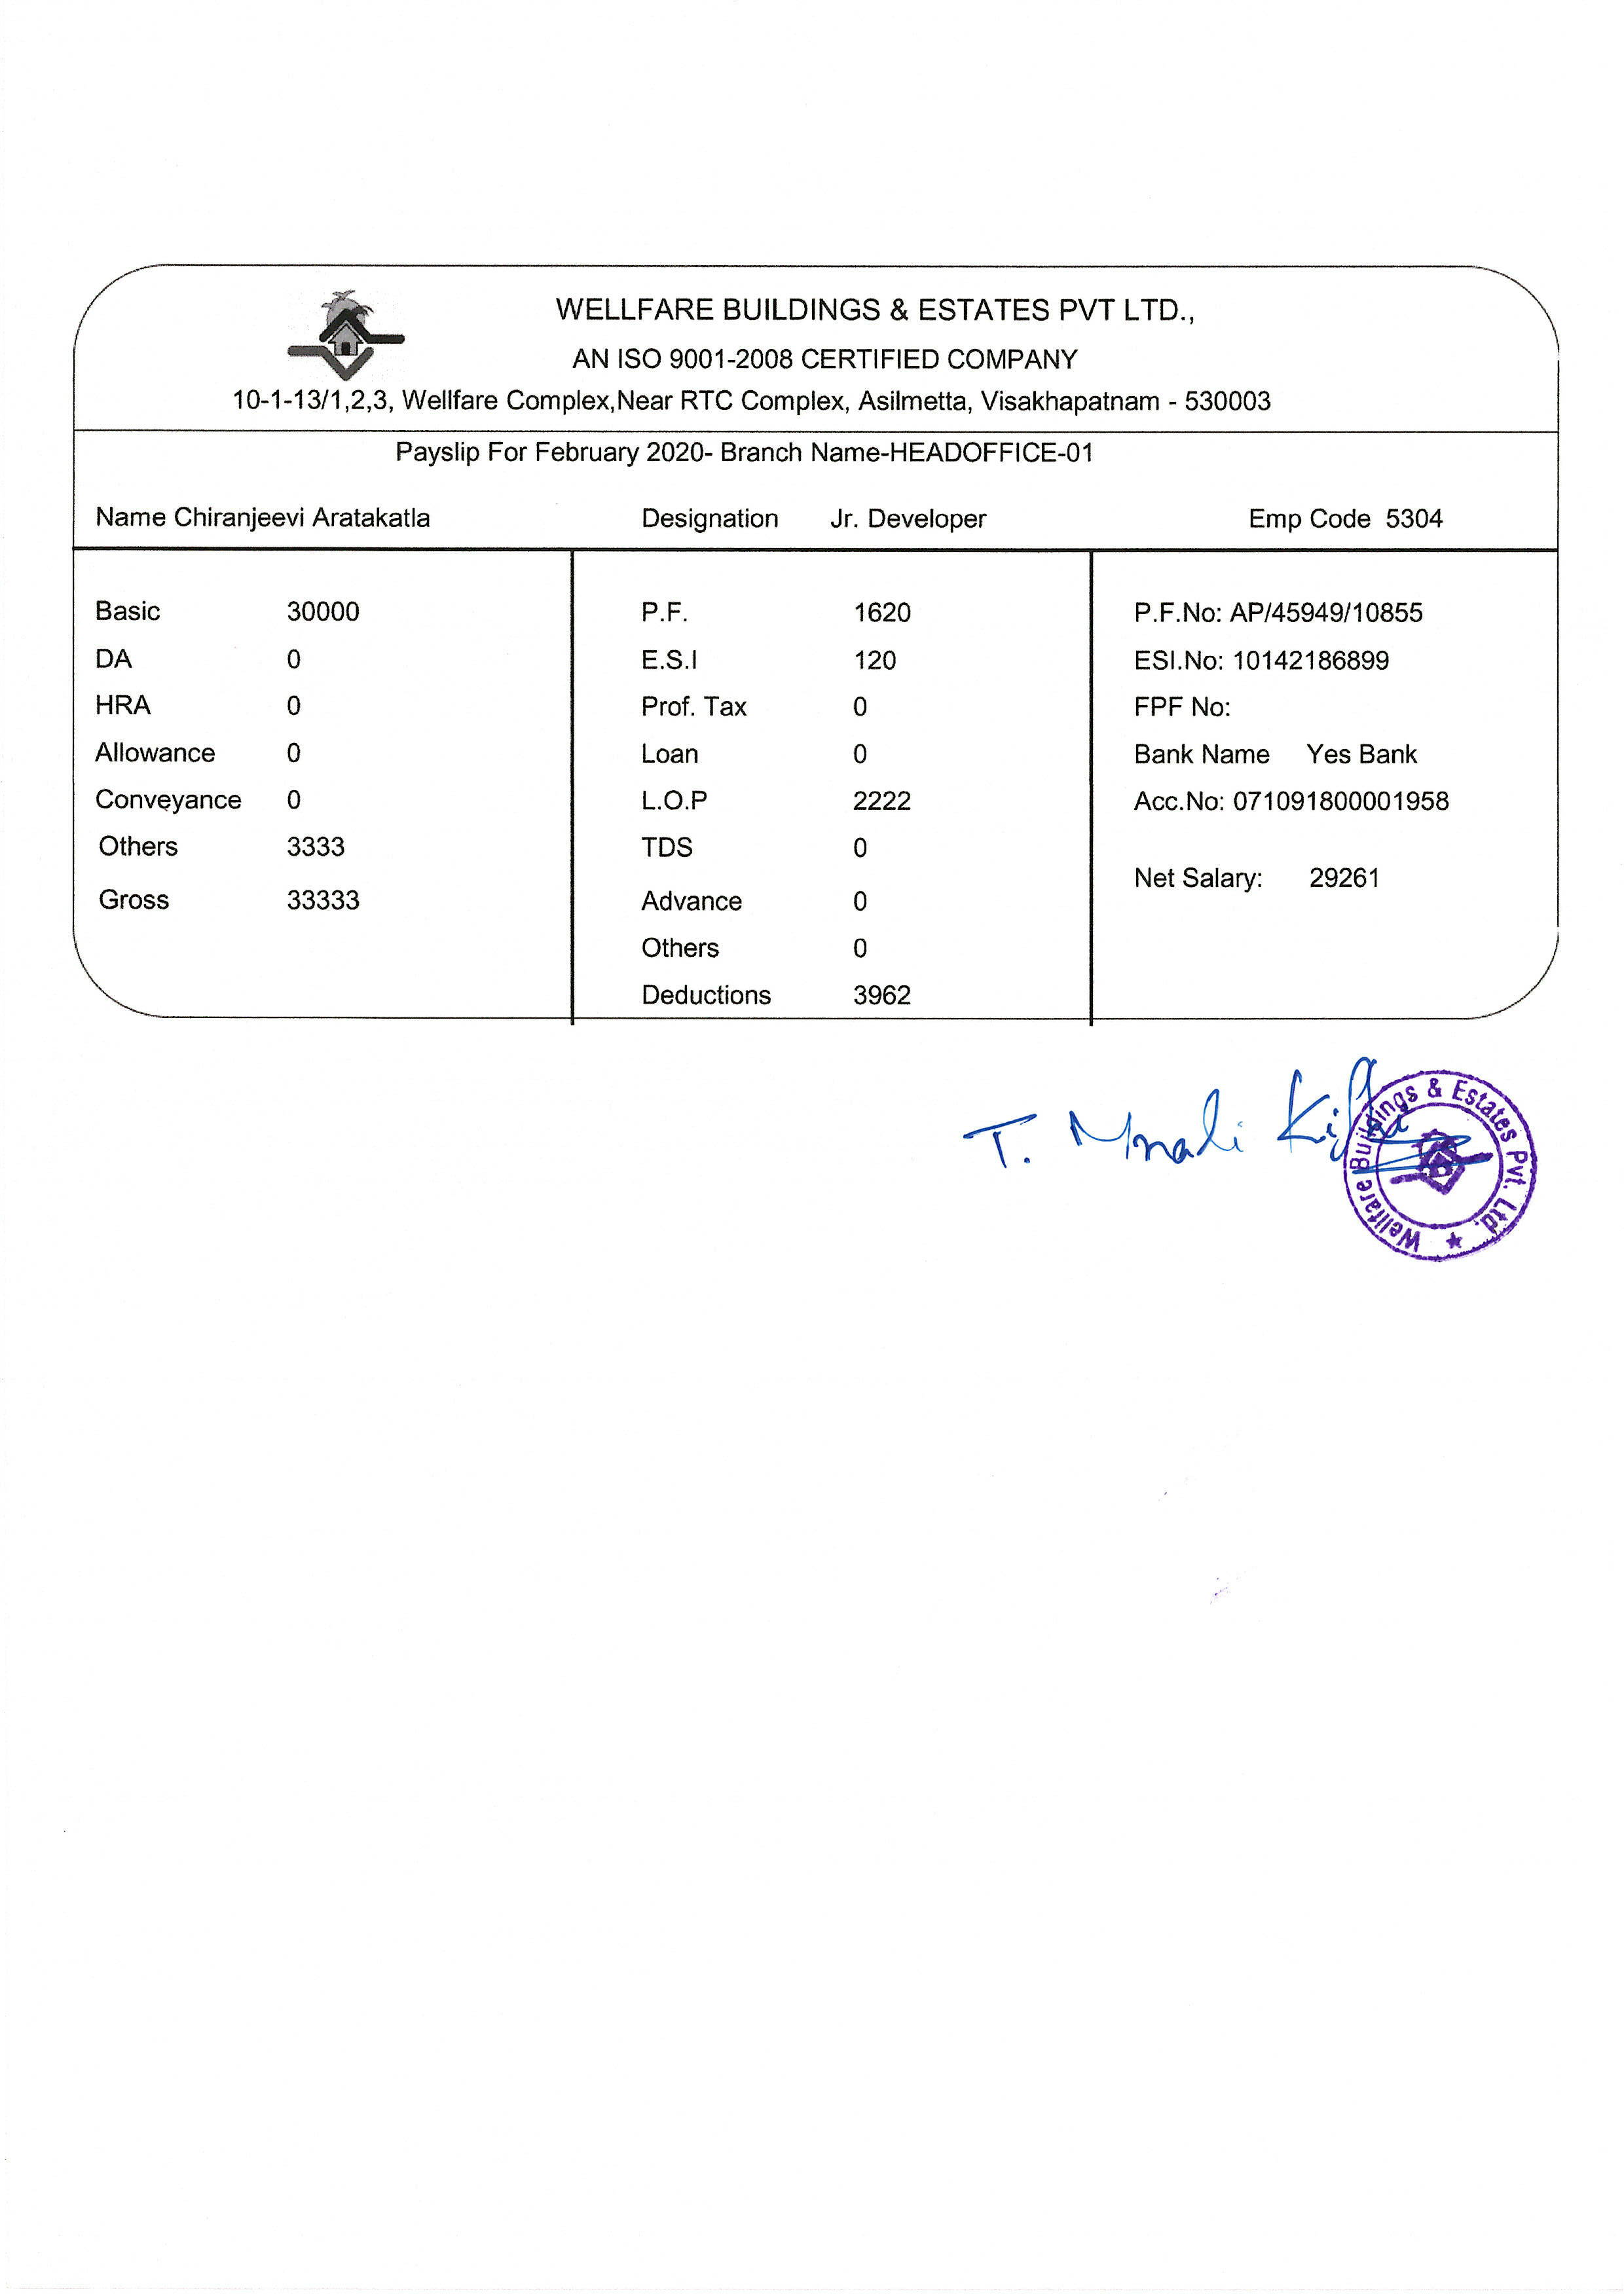 WELLFARE BUILDINGS & ESTATES PVT LTD.,
AN ISO 9001-2008 CERTIFIED COMPANY
10-1-13/1,2,3, Wellfare Complex,Near RTC Complex, Asilmetta, Visakhapatnam - 530003
Payslip For February 2020- Branch Name-HEADOFFICE-01
Name Chiranjeevi Aratakatla Designation Jr. Developer Emp Code 5304
Basic 30000 P.F. 1620 P.F.No: AP/45949/10855
DA 0 E.S.I 120 ESI.No: 10142186899
HRA 0 Prof. Tax 0 FPF No:
Allowance 0 Loan 0 Bank Name Yes Bank
Conveyance 0 L.O.P 2222 Acc.No: 071091800001958
Others 3333 TDS 0
Net Salary: 29261
Gross 33333 Advance 0
Others 0
Deductions 3962
T.
Wellfare Buildings & Estates Pvt. Ltd.